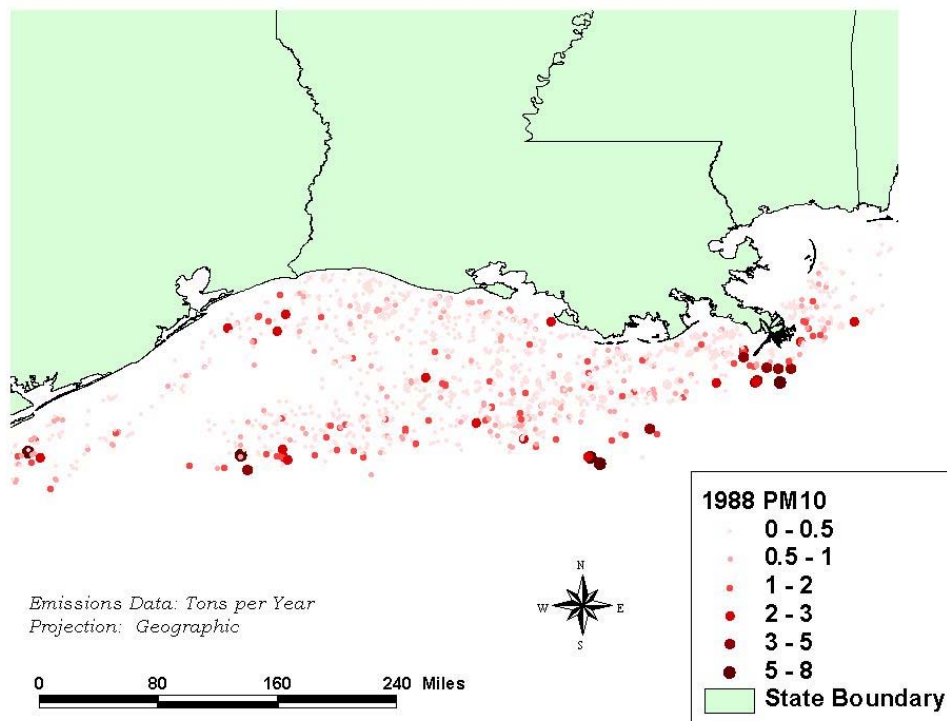 N
W E
S
Emissions Data: Tons per Year
Projection: Geographic
0 80 160 240 Miles
1988 PM10
0 - 0.5
0.5 - 1
1 - 2
2 - 3
3 - 5
5 - 8
State Boundary